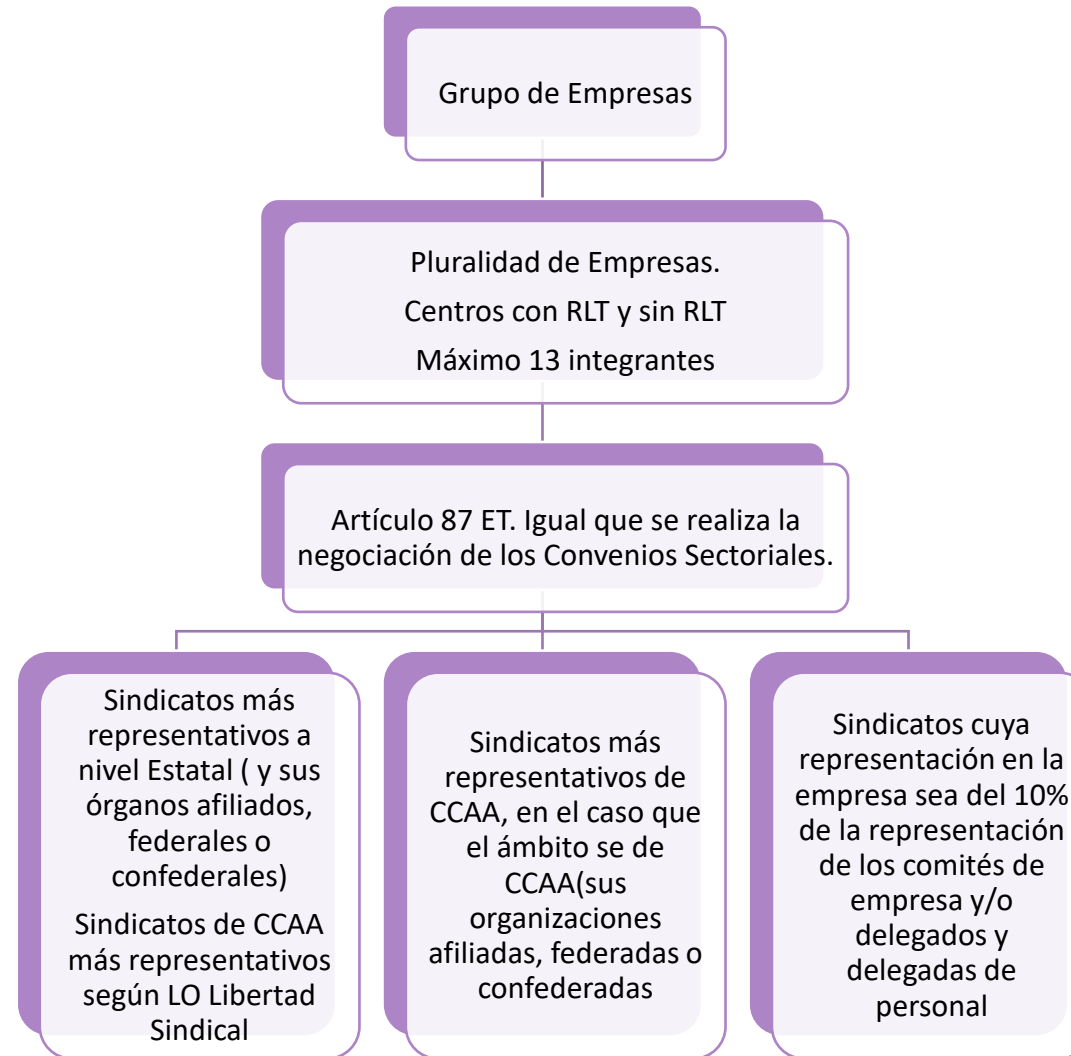 Grupo de Empresas
Pluralidad de Empresas.
Centros con RLT y sin RLT
Máximo 13 integrantes
Artículo 87 ET. Igual que se realiza la
negociación de los Convenios Sectoriales.
Sindicatos más
representativos a
nivel Estatal ( y sus
órganos afiliados,
federales o
confederales)
Sindicatos de CCAA
más representativos
según LO Libertad
Sindical
Sindicatos más
representativos de
CCAA, en el caso que
el ámbito se de
CCAA(sus
organizaciones
afiliadas, federadas o
confederadas
Sindicatos cuya
representación en la
empresa sea del 10%
de la representación
de los comités de
empresa y/o
delegados y
delegadas de
personal